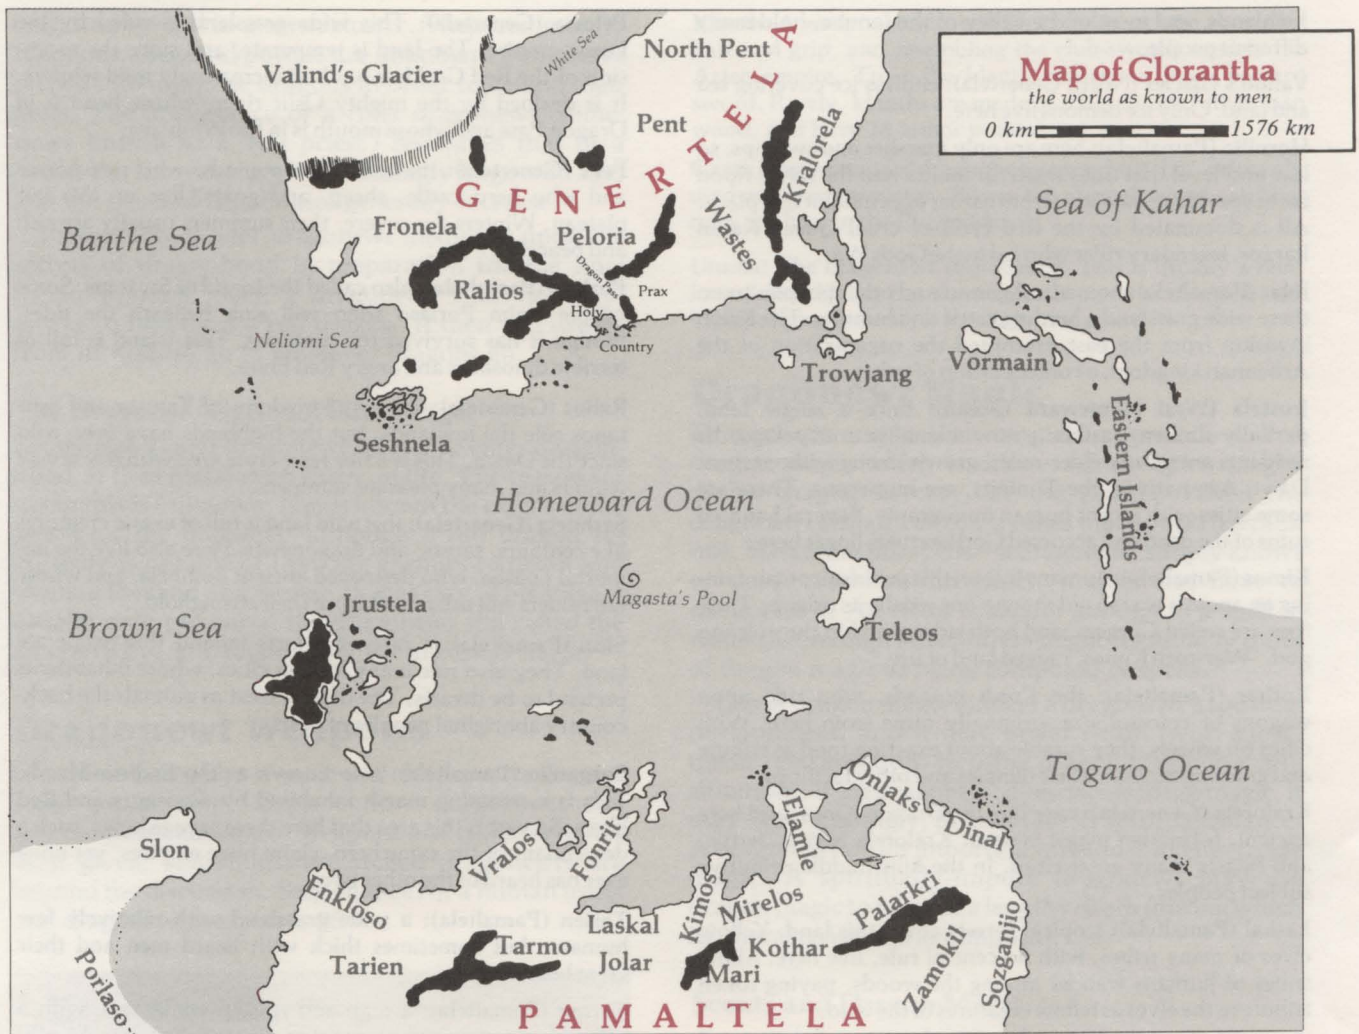 Map of Glorantha
the world as known to men
0 km 1576 km
Valind's Glacier
White Sea
North Pent
Pent
GENERTELA
Kralorela
Wastes
Sea of Kahar
Banthe Sea
Fronela
Peloria
Ralios
Dragon Pass
Prax
Holy
Country
Neliomi Sea
Trowjang
Vormain
Seshnela
Eastern Islands
Homeward Ocean
Magasta's Pool
Teleos
Brown Sea
Jrustela
Togaro Ocean
Onlaks
Dinal
Elamle
Slon
Vralos
Fonrit
Enkloso
Kimos
Mirelos
Palarkri
Laskal
Tarmo
Tarien
Jolar
Mari
Kothar
Zamokil
Sozganjio
Porlaso
PAMALTELA